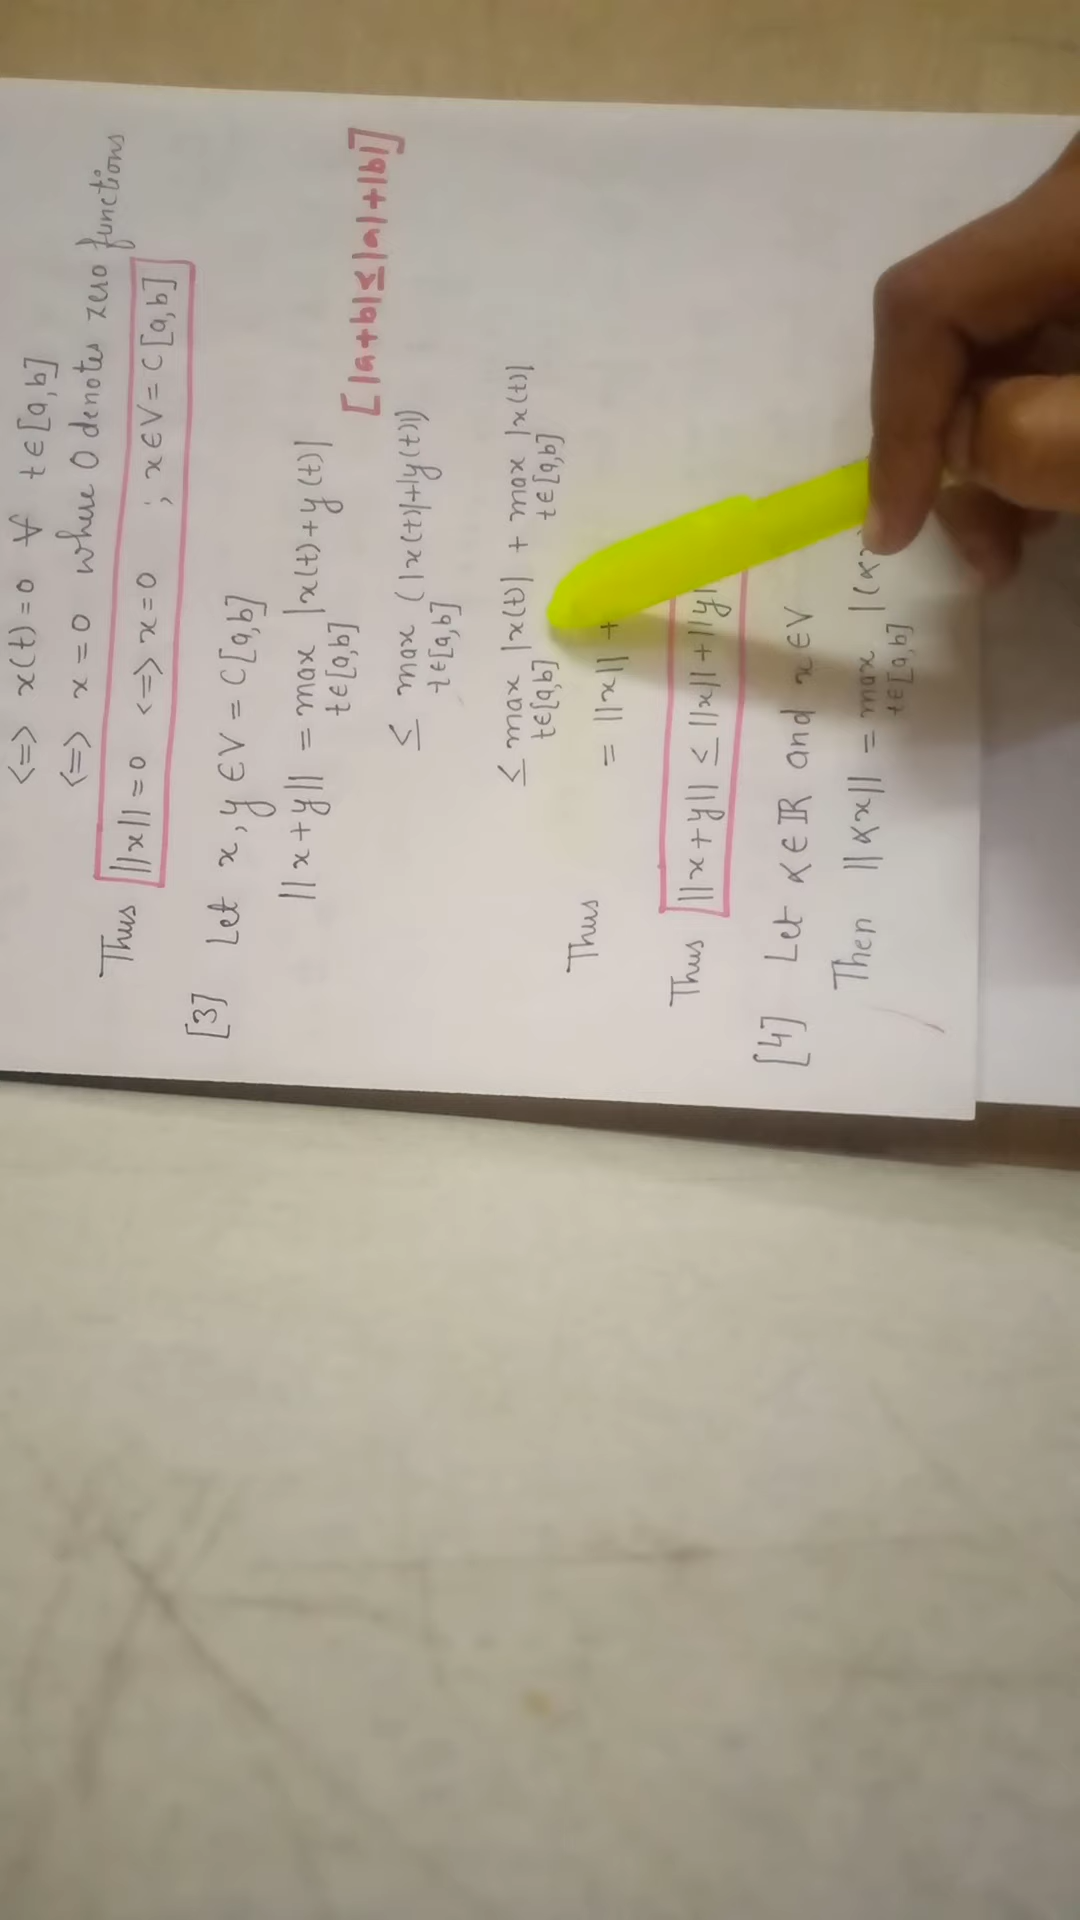 <=> x(t)=0 ∀ t∈[a,b]
<=> x=0 where 0 denotes zero functions
Thus ||x||=0 <=> x=0 ; x∈V=C[a,b]
[3] Let x,y∈V=C[a,b]
||x+y|| = max |x(t)+y(t)|
t∈[a,b]
[|a+b|≤|a|+|b|]
≤ max (|x(t)|+|y(t)|)
t∈[a,b]
≤ max |x(t)| + max |x(t)|
t∈[a,b] t∈[a,b]
Thus = ||x|| +
Thus ||x+y|| ≤ ||x||+||y||
[4] Let α∈ℝ and x∈V
Then ||αx|| = max |(αx
t∈[a,b]